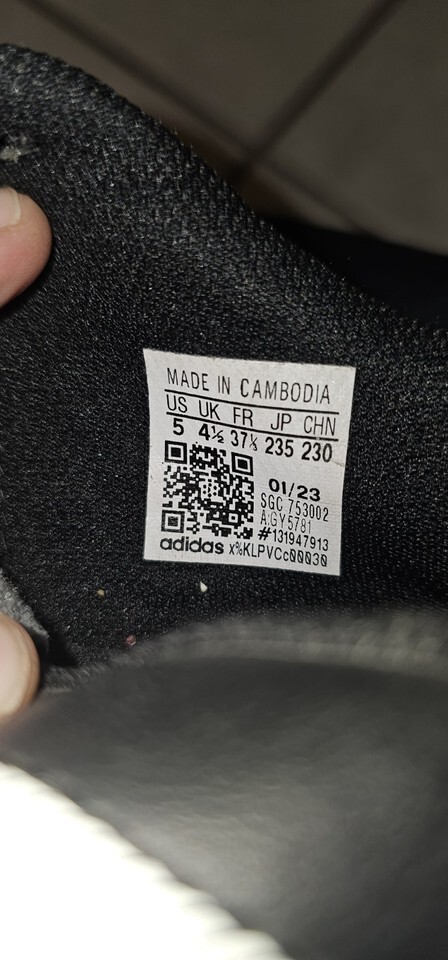 MADE IN CAMBODIA
US UK FR JP CHN
5 4½ 37⅓ 235 230
01/23
SGC 753002
A:GY5781
#131947913
adidas x%KLPVCc00030